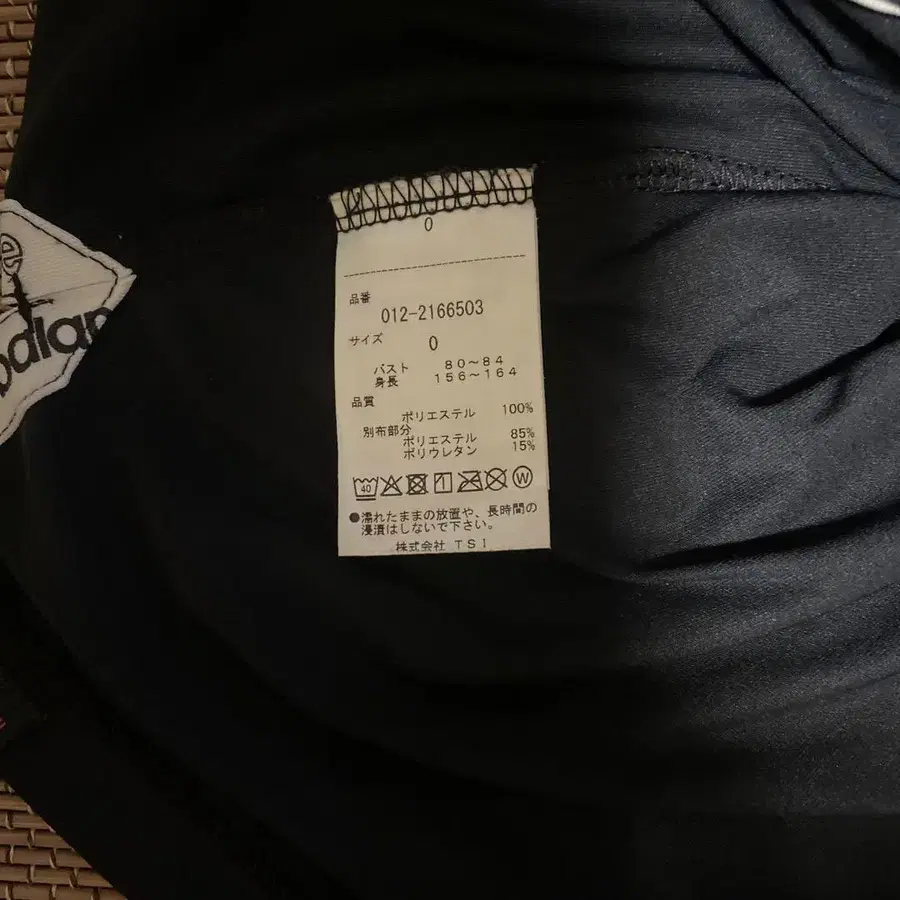 0
品番
012-2166503
サイズ 0
バスト 80〜84
身長 156〜164
品質
ポリエステル 100%
別布部分
ポリエステル 85%
ポリウレタン 15%
40 W
●濡れたままの放置や、長時間の
浸漬はしないで下さい。
株式会社 TSI